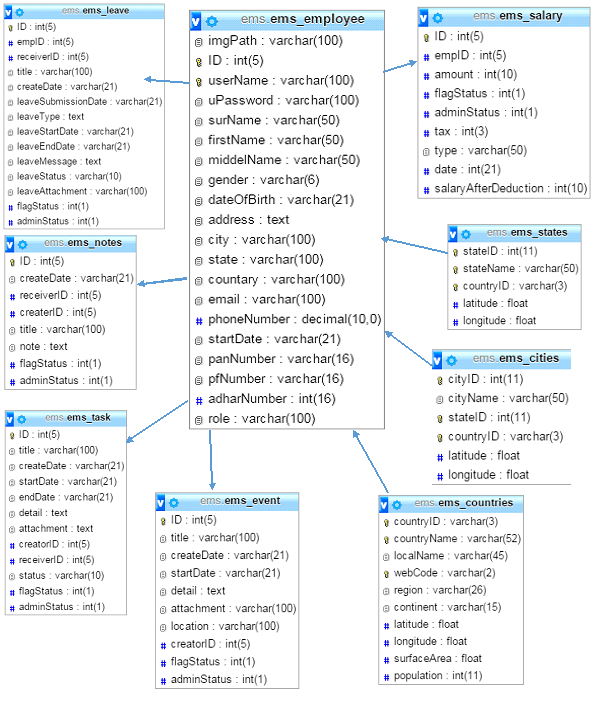 ems.ems_leave
ID : int(5)
empID : int(5)
receiverID : int(5)
title : varchar(100)
createDate : varchar(21)
leaveSubmissionDate : varchar(21)
leaveType : text
leaveStartDate : varchar(21)
leaveEndDate : varchar(21)
leaveMessage : text
leaveStatus : varchar(10)
leaveAttachment : varchar(100)
flagStatus : int(1)
adminStatus : int(1)
ems.ems_notes
ID : int(5)
createDate : varchar(21)
receiverID : int(5)
createrID : int(5)
title : varchar(100)
note : text
flagStatus : int(1)
adminStatus : int(1)
ems.ems_task
ID : int(5)
title : varchar(100)
createDate : varchar(21)
startDate : varchar(21)
endDate : varchar(21)
detail : text
attachment : text
creatorID : int(5)
receiverID : int(5)
status : varchar(10)
flagStatus : int(1)
adminStatus : int(1)
ems.ems_employee
imgPath : varchar(100)
ID : int(5)
userName : varchar(100)
uPassword : varchar(100)
surName : varchar(50)
firstName : varchar(50)
middelName : varchar(50)
gender : varchar(6)
dateOfBirth : varchar(21)
address : text
city : varchar(100)
state : varchar(100)
countary : varchar(100)
email : varchar(100)
phoneNumber : decimal(10,0)
startDate : varchar(21)
panNumber : varchar(16)
pfNumber : varchar(16)
adharNumber : int(16)
role : varchar(100)
ems.ems_event
ID : int(5)
title : varchar(100)
createDate : varchar(21)
startDate : varchar(21)
detail : text
attachment : varchar(100)
location : varchar(100)
creatorID : int(5)
flagStatus : int(1)
adminStatus : int(1)
ems.ems_salary
ID : int(5)
empID : int(5)
amount : int(10)
flagStatus : int(1)
adminStatus : int(1)
tax : int(3)
type : varchar(50)
date : int(21)
salaryAfterDeduction : int(10)
ems.ems_states
stateID : int(11)
stateName : varchar(50)
countryID : varchar(3)
latitude : float
longitude : float
ems.ems_cities
cityID : int(11)
cityName : varchar(50)
stateID : int(11)
countryID : varchar(3)
latitude : float
longitude : float
ems.ems_countries
countryID : varchar(3)
countryName : varchar(52)
localName : varchar(45)
webCode : varchar(2)
region : varchar(26)
continent : varchar(15)
latitude : float
longitude : float
surfaceArea : float
population : int(11)